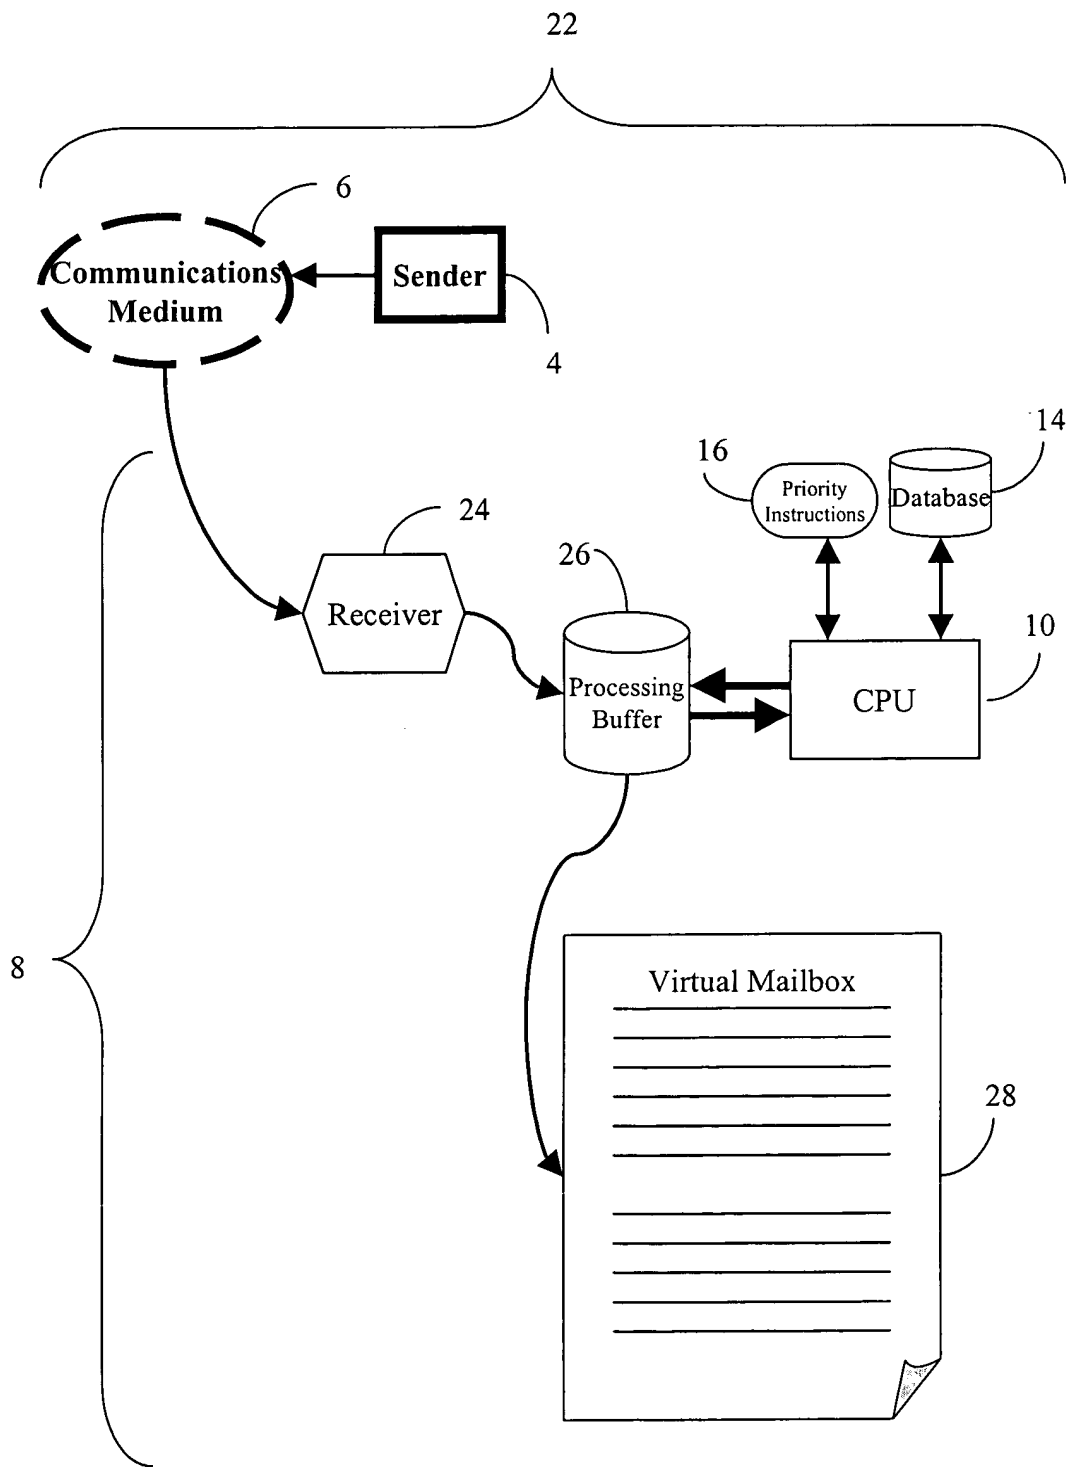 22
6
Communications
Medium
Sender
4
14
16
Priority
Instructions
Database
24
26
Receiver
10
Processing
Buffer
CPU
8
Virtual Mailbox
28